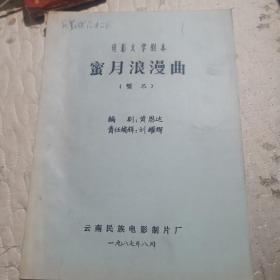 电影文学剧本
蜜月浪漫曲
（暂名）
编剧：黄恩达
责任编辑：刘耀辉
云南民族电影制片厂
一九八七年八月